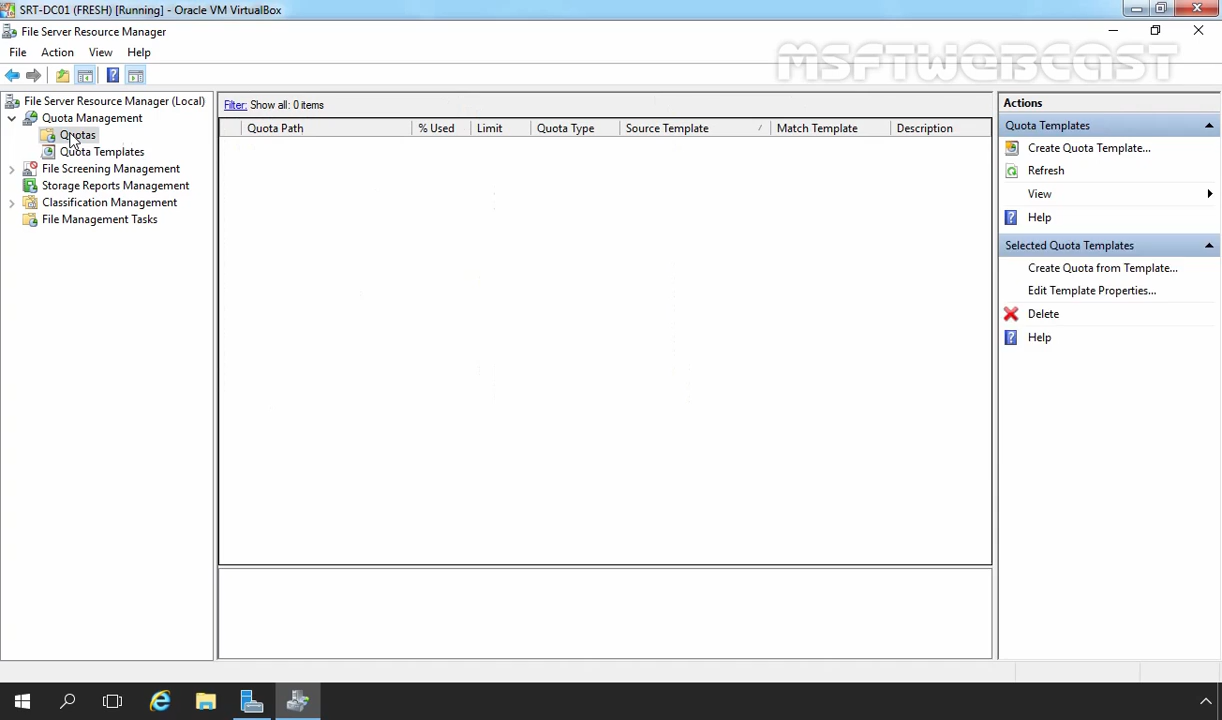 SRT-DC01 (FRESH) [Running] - Oracle VM VirtualBox
File Server Resource Manager
File Action View Help
MSFTWEBCAST
File Server Resource Manager (Local)
Quota Management
Quotas
Quota Templates
File Screening Management
Storage Reports Management
Classification Management
File Management Tasks
Filter: Show all: 0 items
Quota Path % Used Limit Quota Type Source Template Match Template Description
Actions
Quota Templates
Create Quota Template...
Refresh
View
Help
Selected Quota Templates
Create Quota from Template...
Edit Template Properties...
Delete
Help